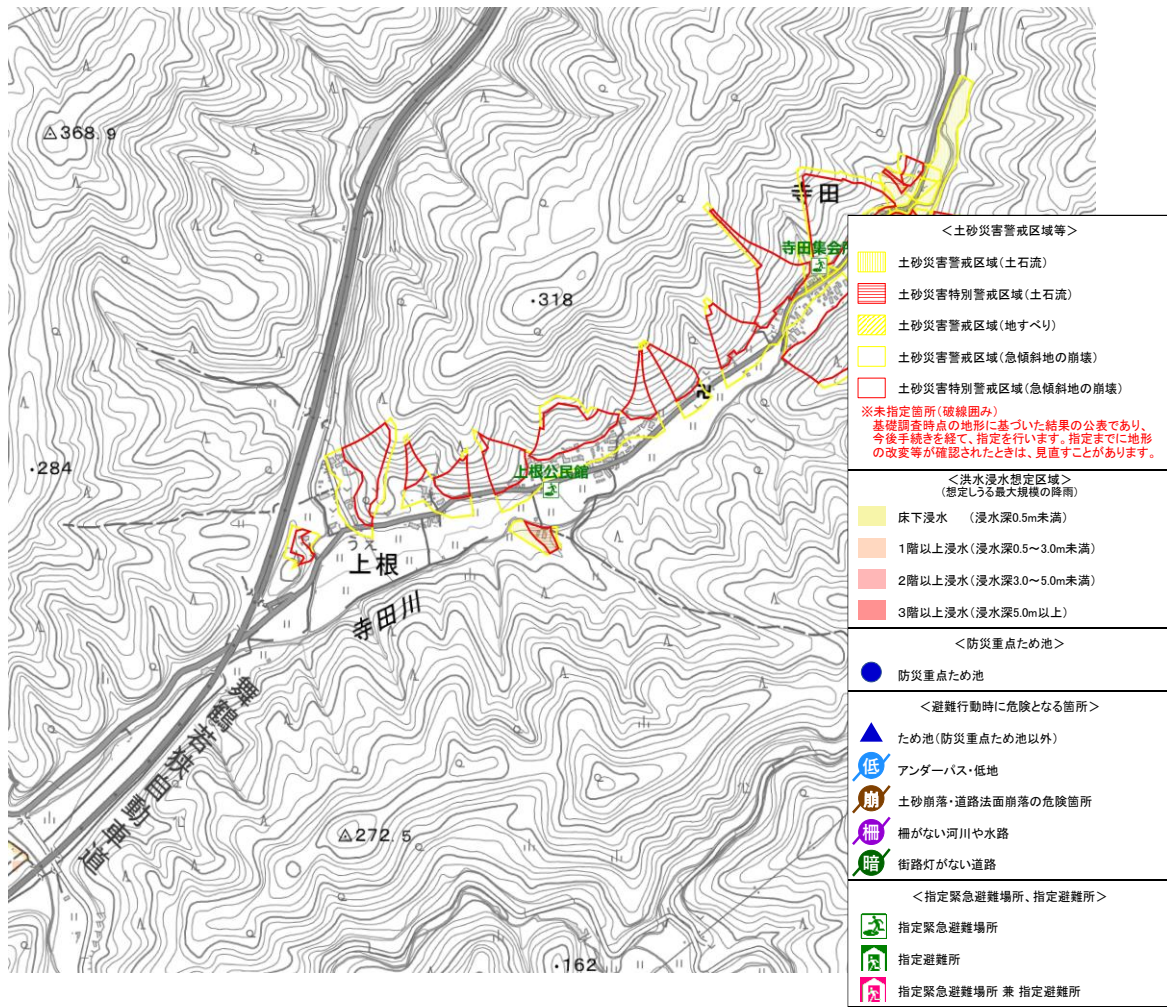 △368.9
寺田
寺田集会所
・318
・284
上根公民館
うえ
上根
寺田川
舞鶴若狭自動車道
△272.5
・162
＜土砂災害警戒区域等＞
土砂災害警戒区域(土石流)
土砂災害特別警戒区域(土石流)
土砂災害警戒区域(地すべり)
土砂災害警戒区域(急傾斜地の崩壊)
土砂災害特別警戒区域(急傾斜地の崩壊)
※未指定箇所(破線囲み)
基礎調査時点の地形に基づいた結果の公表であり、
今後手続きを経て、指定を行います。指定までに地形
の改変等が確認されたときは、見直すことがあります。
＜洪水浸水想定区域＞
(想定しうる最大規模の降雨)
床下浸水　(浸水深0.5m未満)
1階以上浸水(浸水深0.5～3.0m未満)
2階以上浸水(浸水深3.0～5.0m未満)
3階以上浸水(浸水深5.0m以上)
＜防災重点ため池＞
防災重点ため池
＜避難行動時に危険となる箇所＞
ため池(防災重点ため池以外)
低 アンダーパス・低地
崩 土砂崩落・道路法面崩落の危険箇所
柵 柵がない河川や水路
暗 街路灯がない道路
＜指定緊急避難場所、指定避難所＞
指定緊急避難場所
指定避難所
指定緊急避難場所 兼 指定避難所